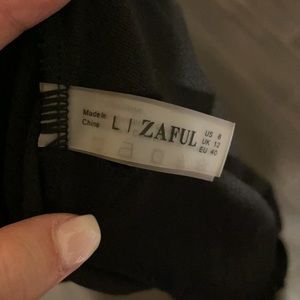 Made In
China
L I ZAFUL
US 8
UK 12
EU 40